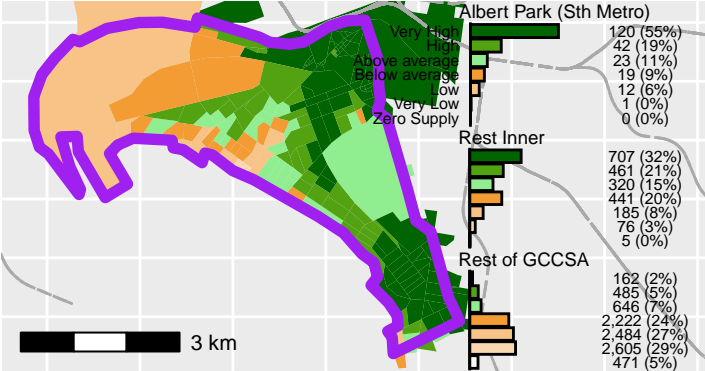 Albert Park (Sth Metro)
Very High 120 (55%)
High 42 (19%)
Above average 23 (11%)
Below average 19 (9%)
Low 12 (6%)
Very Low 1 (0%)
Zero Supply 0 (0%)
Rest Inner
707 (32%)
461 (21%)
320 (15%)
441 (20%)
185 (8%)
76 (3%)
5 (0%)
Rest of GCCSA
162 (2%)
485 (5%)
646 (7%)
2,222 (24%)
2,484 (27%)
2,605 (29%)
471 (5%)
3 km